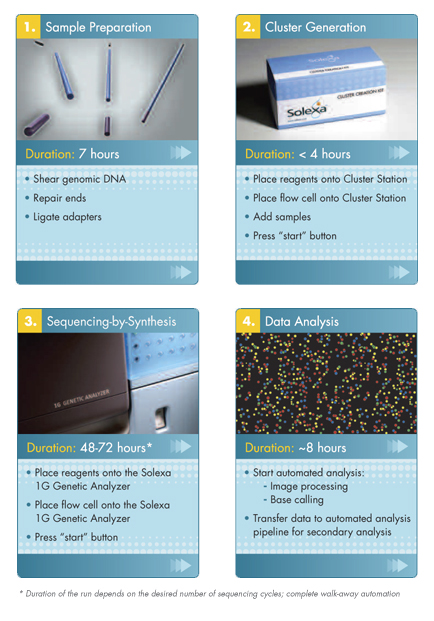 1. Sample Preparation
Duration: 7 hours
• Shear genomic DNA
• Repair ends
• Ligate adapters
2. Cluster Generation
CLUSTER CREATION KIT
Solexa
Duration: < 4 hours
• Place reagents onto Cluster Station
• Place flow cell onto Cluster Station
• Add samples
• Press “start” button
3. Sequencing-by-Synthesis
1G GENETIC ANALYZER
Duration: 48-72 hours*
• Place reagents onto the Solexa
1G Genetic Analyzer
• Place flow cell onto the Solexa
1G Genetic Analyzer
• Press “start” button
4. Data Analysis
Duration: ~8 hours
• Start automated analysis:
- Image processing
- Base calling
• Transfer data to automated analysis
pipeline for secondary analysis
* Duration of the run depends on the desired number of sequencing cycles; complete walk-away automation